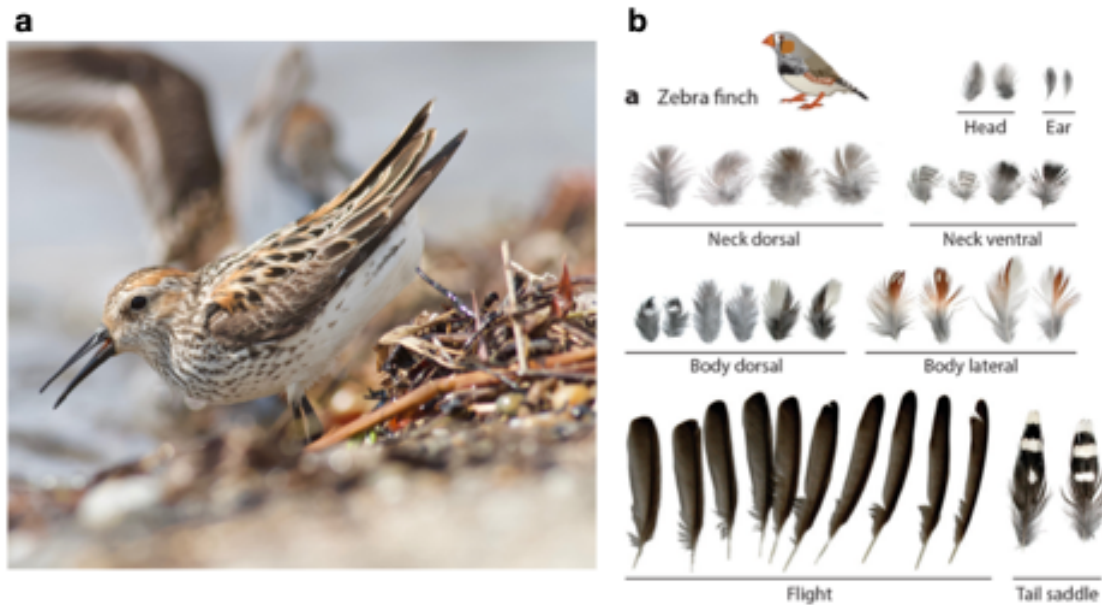 a
b
a Zebra finch
Head Ear
Neck dorsal Neck ventral
Body dorsal Body lateral
Flight Tail saddle